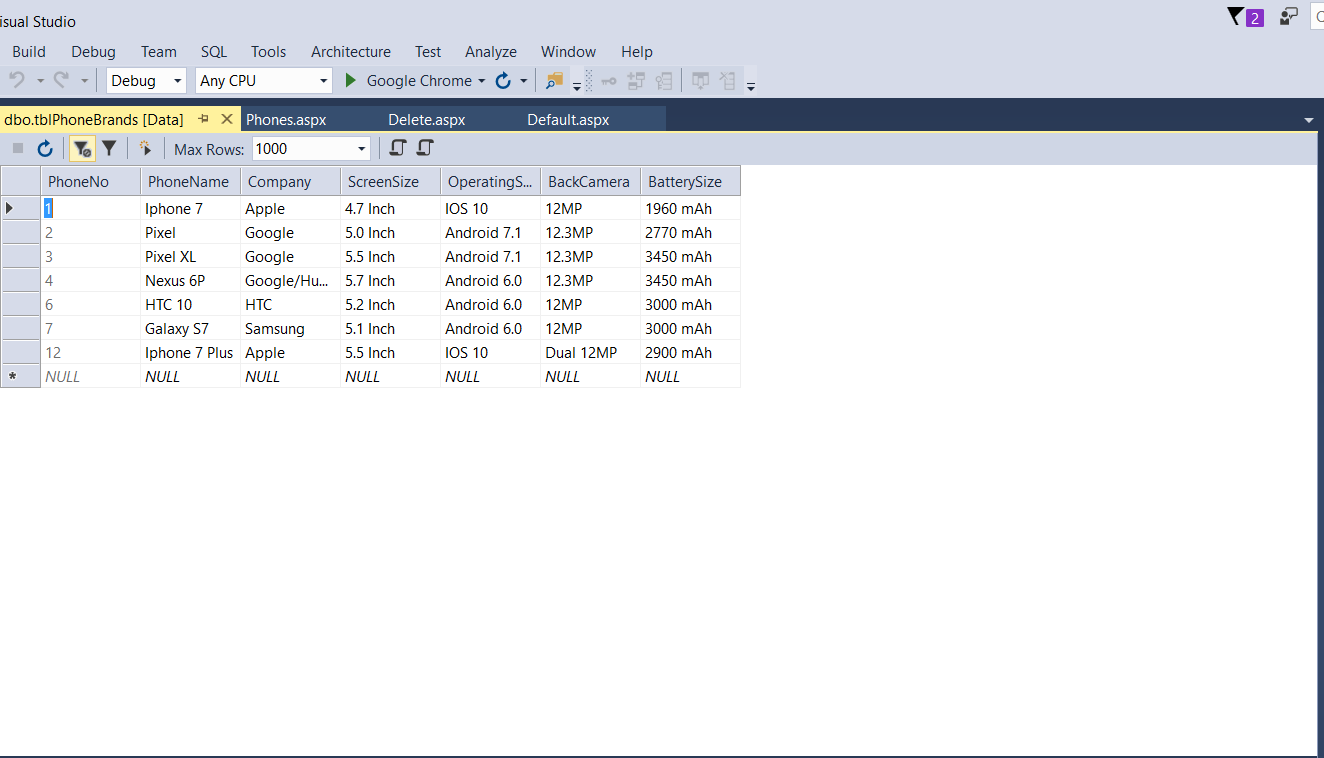 isual Studio
2
Build Debug Team SQL Tools Architecture Test Analyze Window Help
Debug Any CPU Google Chrome
dbo.tblPhoneBrands [Data] Phones.aspx Delete.aspx Default.aspx
Max Rows: 1000
PhoneNo PhoneName Company ScreenSize OperatingS... BackCamera BatterySize
1 Iphone 7 Apple 4.7 Inch IOS 10 12MP 1960 mAh
2 Pixel Google 5.0 Inch Android 7.1 12.3MP 2770 mAh
3 Pixel XL Google 5.5 Inch Android 7.1 12.3MP 3450 mAh
4 Nexus 6P Google/Hu... 5.7 Inch Android 6.0 12.3MP 3450 mAh
6 HTC 10 HTC 5.2 Inch Android 6.0 12MP 3000 mAh
7 Galaxy S7 Samsung 5.1 Inch Android 6.0 12MP 3000 mAh
12 Iphone 7 Plus Apple 5.5 Inch IOS 10 Dual 12MP 2900 mAh
* NULL NULL NULL NULL NULL NULL NULL